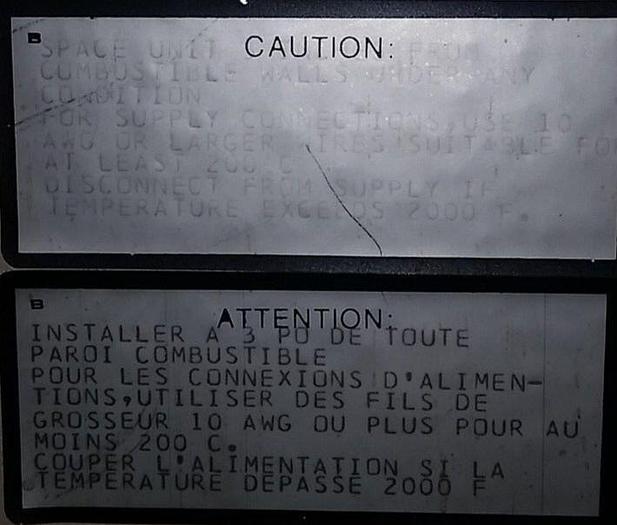 B CAUTION:
SPACE UNIT FROM
COMBUSTIBLE WALLS UNDER ANY
CONDITION
FOR SUPPLY CONNECTIONS, USE 10
AWG OR LARGER WIRES SUITABLE FO
AT LEAST 200 C
DISCONNECT FROM SUPPLY IF
TEMPERATURE EXCEEDS 2000 F.
B ATTENTION:
INSTALLER A 3 PO DE TOUTE
PAROI COMBUSTIBLE
POUR LES CONNEXIONS D'ALIMEN-
TIONS,UTILISER DES FILS DE
GROSSEUR 10 AWG OU PLUS POUR AU
MOINS 200 C.
COUPER L'ALIMENTATION SI LA
TEMPERATURE DEPASSE 2000 F